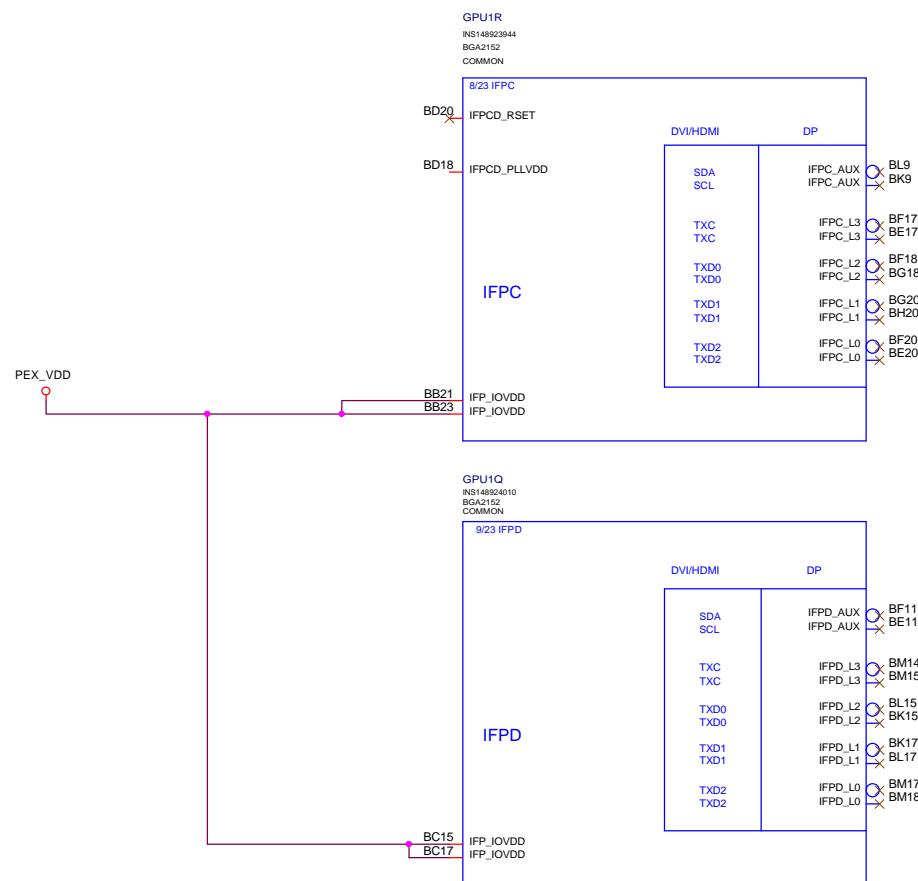 GPU1R
INS148923944
BGA2152
COMMON
8/23 IFPC
BD20 IFPCD_RSET
DVI/HDMI DP
BD18 IFPCD_PLLVDD
SDA IFPC_AUX BL9
SCL IFPC_AUX BK9
TXC IFPC_L3 BF17
TXC IFPC_L3 BE17
TXD0 IFPC_L2 BF18
TXD0 IFPC_L2 BG18
IFPC
TXD1 IFPC_L1 BG20
TXD1 IFPC_L1 BH20
TXD2 IFPC_L0 BF20
TXD2 IFPC_L0 BE20
PEX_VDD
BB21 IFP_IOVDD
BB23 IFP_IOVDD
GPU1Q
INS148924010
BGA2152
COMMON
9/23 IFPD
DVI/HDMI DP
SDA IFPD_AUX BF11
SCL IFPD_AUX BE11
TXC IFPD_L3 BM14
TXC IFPD_L3 BM15
TXD0 IFPD_L2 BL15
TXD0 IFPD_L2 BK15
IFPD
TXD1 IFPD_L1 BK17
TXD1 IFPD_L1 BL17
TXD2 IFPD_L0 BM17
TXD2 IFPD_L0 BM18
BC15 IFP_IOVDD
BC17 IFP_IOVDD